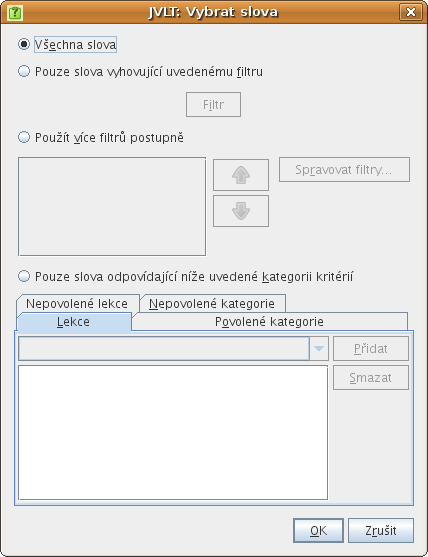 JVLT: Vybrat slova
Všechna slova
Pouze slova vyhovující uvedenému filtru
Filtr
Použít více filtrů postupně
Spravovat filtry...
Pouze slova odpovídající níže uvedené Kategorii kritérií
Nepovolené lekce Nepovolené kategorie
Lekce Povolené kategorie
Přidat
Smazat
OK Zrušit